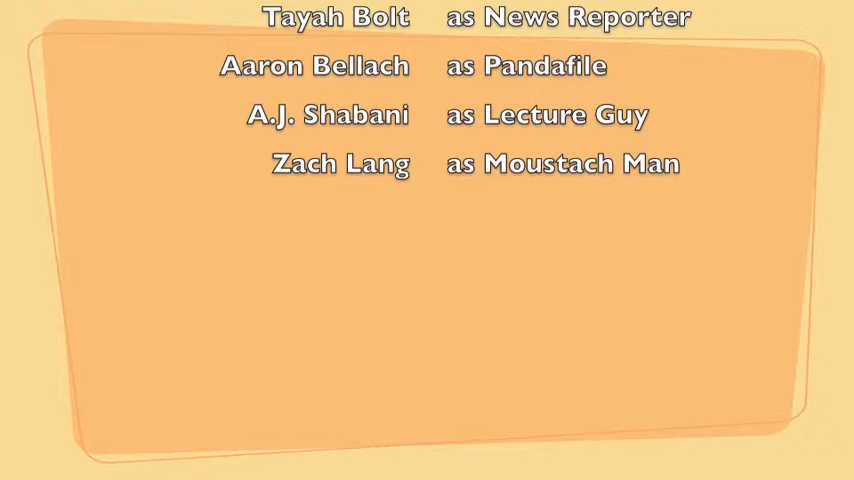 Tayah Bolt as News Reporter
Aaron Bellach as Pandafile
A.J. Shabani as Lecture Guy
Zach Lang as Moustach Man